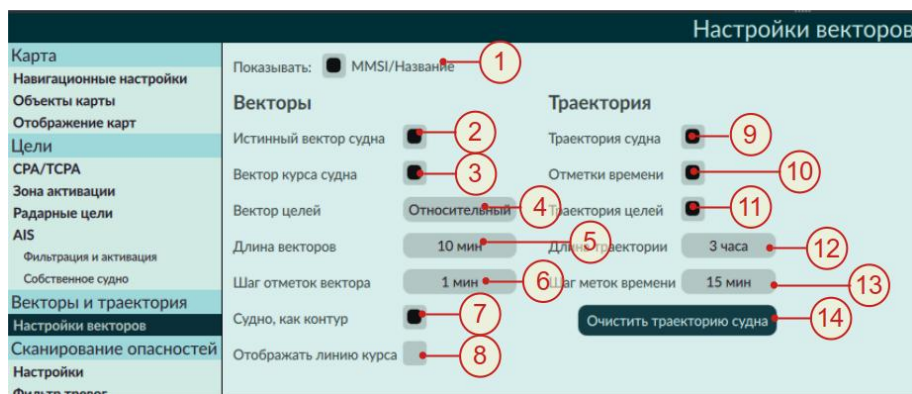 Настройки векторов
Карта
Навигационные настройки
Объекты карты
Отображение карт
Цели
CPA/TCPA
Зона активации
Радарные цели
AIS
Фильтрация и активация
Собственное судно
Векторы и траектория
Настройки векторов
Сканирование опасностей
Настройки
Фильтр тревог
Показывать: MMSI/Название 1
Векторы
Истинный вектор судна 2
Вектор курса судна 3
Вектор целей Относительный 4
Длина векторов 10 мин 5
Шаг отметок вектора 1 мин 6
Судно, как контур 7
Отображать линию курса 8
Траектория
Траектория судна 9
Отметки времени 10
Траектория целей 11
Длина траектории 3 часа 12
Шаг меток времени 15 мин 13
Очистить траекторию судна 14